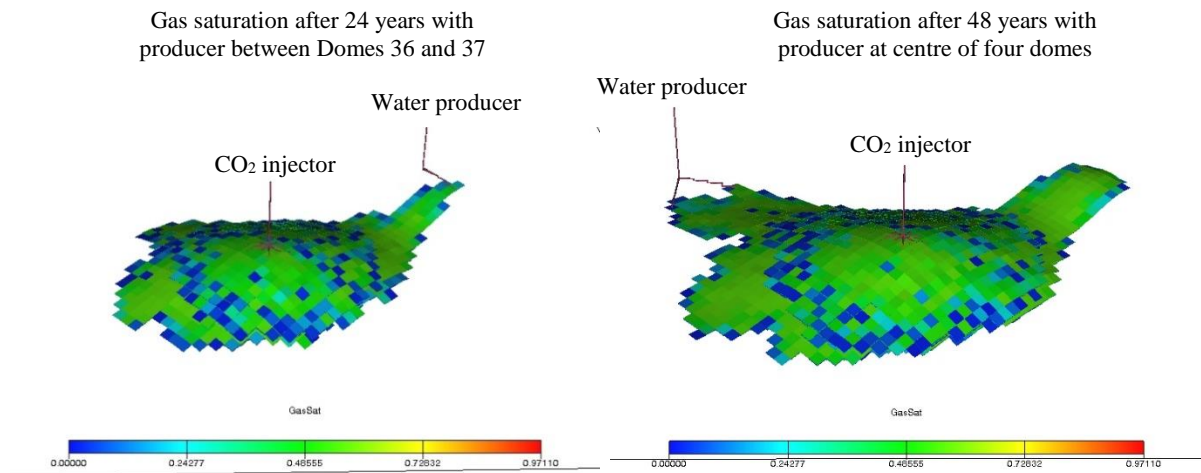 Gas saturation after 24 years with
producer between Domes 36 and 37
Water producer
CO₂ injector
GasSat
0.00000 0.24277 0.48555 0.72832 0.97110
Gas saturation after 48 years with
producer at centre of four domes
Water producer
CO₂ injector
GasSat
0.00000 0.24277 0.48555 0.72832 0.97110